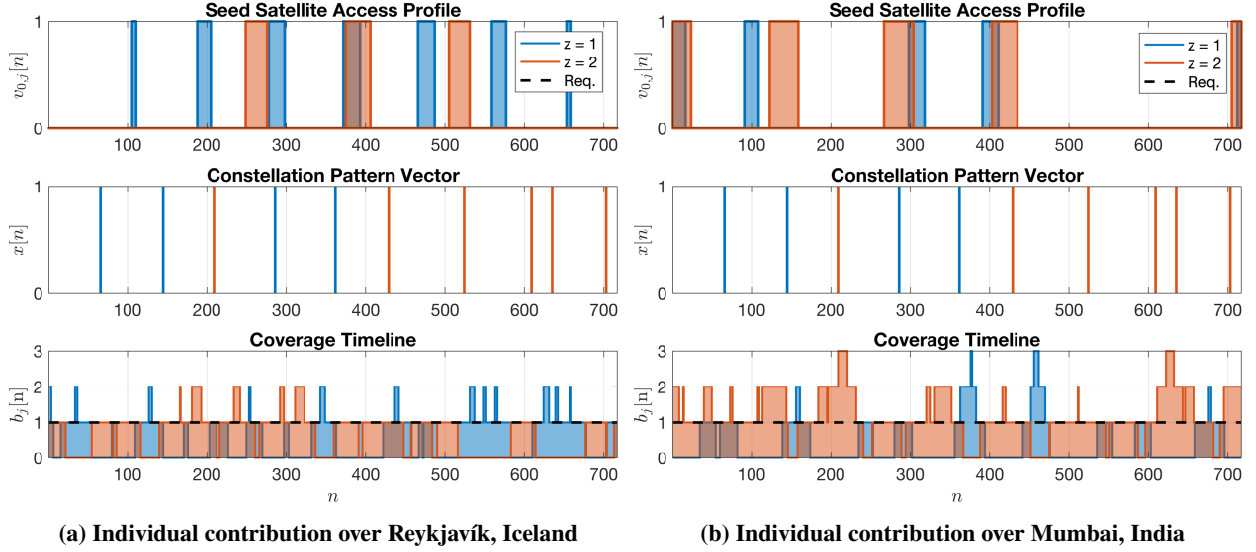 Seed Satellite Access Profile
v0,j[n]
1
0
z = 1
z = 2
Req.
100 200 300 400 500 600 700
Constellation Pattern Vector
x[n]
1
0
100 200 300 400 500 600 700
Coverage Timeline
bj[n]
3
2
1
0
100 200 300 400 500 600 700
n
(a) Individual contribution over Reykjavík, Iceland
Seed Satellite Access Profile
v0,j[n]
1
0
z = 1
z = 2
Req.
100 200 300 400 500 600 700
Constellation Pattern Vector
x[n]
1
0
100 200 300 400 500 600 700
Coverage Timeline
bj[n]
3
2
1
0
100 200 300 400 500 600 700
n
(b) Individual contribution over Mumbai, India